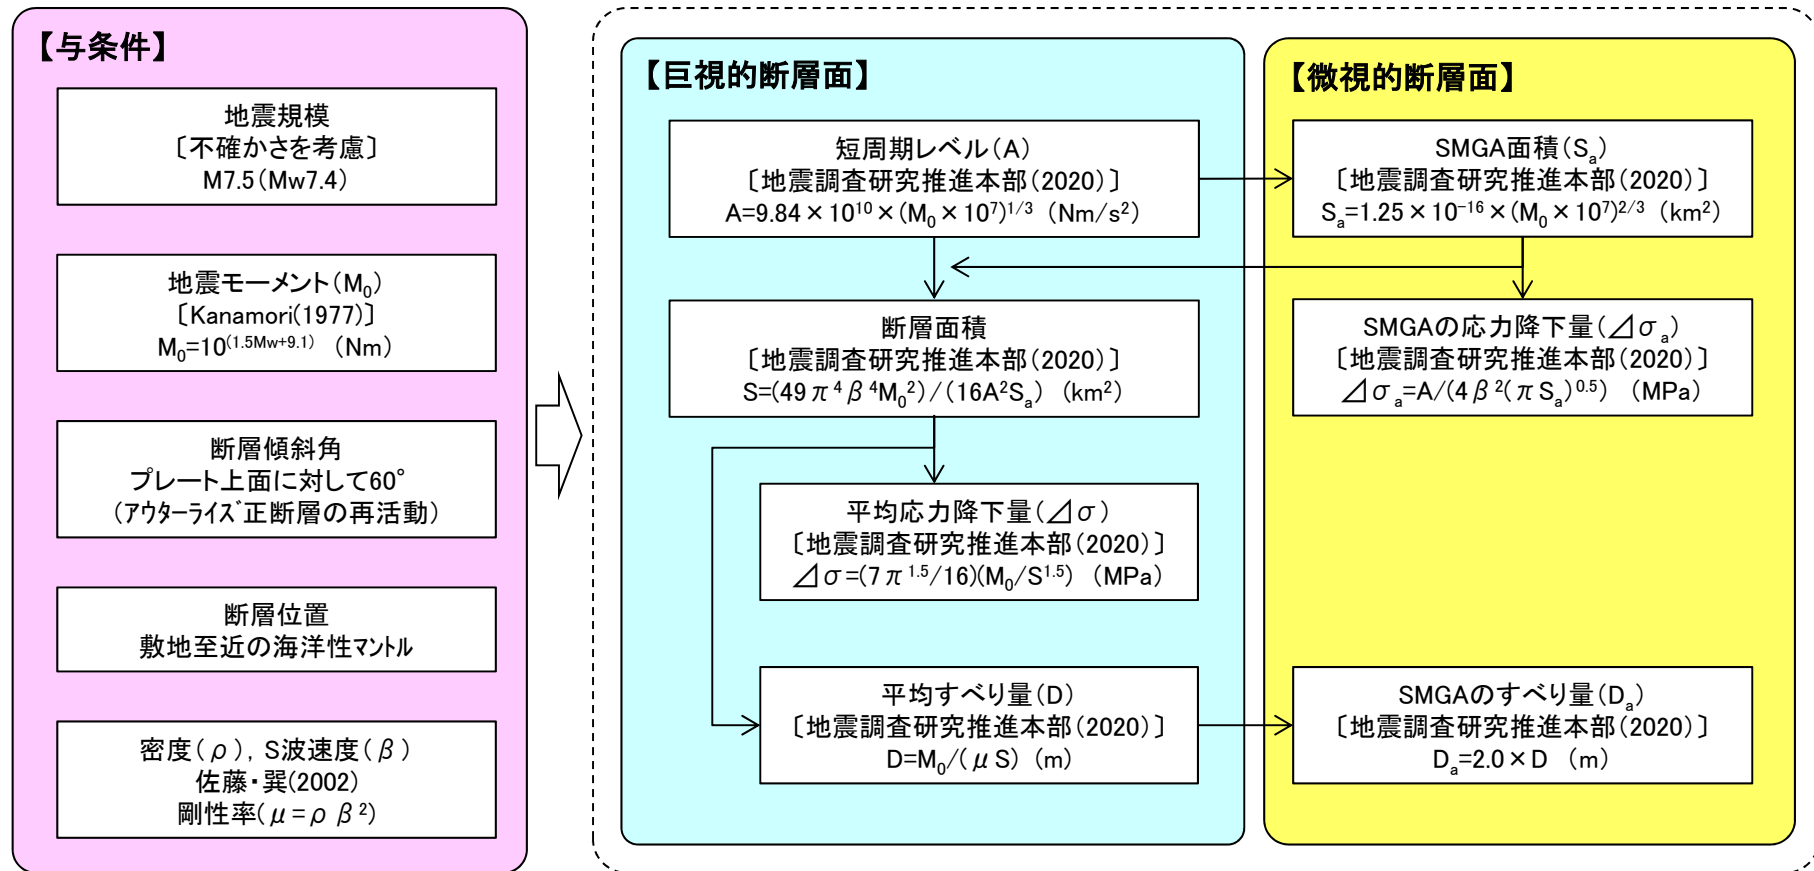 【与条件】
地震規模
〔不確かさを考慮〕
M7.5(Mw7.4)
地震モーメント(M₀)
〔Kanamori(1977)〕
M₀=10^(1.5Mw+9.1) (Nm)
断層傾斜角
プレート上面に対して60°
(アウターライズ正断層の再活動)
断層位置
敷地至近の海洋性マントル
密度(ρ), S波速度(β)
佐藤・巽(2002)
剛性率(μ=ρβ²)
【巨視的断層面】
短周期レベル(A)
〔地震調査研究推進本部(2020)〕
A=9.84×10¹⁰×(M₀×10⁷)^1/3 (Nm/s²)
断層面積
〔地震調査研究推進本部(2020)〕
S=(49π⁴β⁴M₀²)/(16A²Sₐ) (km²)
平均応力降下量(⊿σ)
〔地震調査研究推進本部(2020)〕
⊿σ=(7π^1.5/16)(M₀/S^1.5) (MPa)
平均すべり量(D)
〔地震調査研究推進本部(2020)〕
D=M₀/(μS) (m)
【微視的断層面】
SMGA面積(Sₐ)
〔地震調査研究推進本部(2020)〕
Sₐ=1.25×10⁻¹⁶×(M₀×10⁷)^2/3 (km²)
SMGAの応力降下量(⊿σₐ)
〔地震調査研究推進本部(2020)〕
⊿σₐ=A/(4β²(πSₐ)^0.5) (MPa)
SMGAのすべり量(Dₐ)
〔地震調査研究推進本部(2020)〕
Dₐ=2.0×D (m)